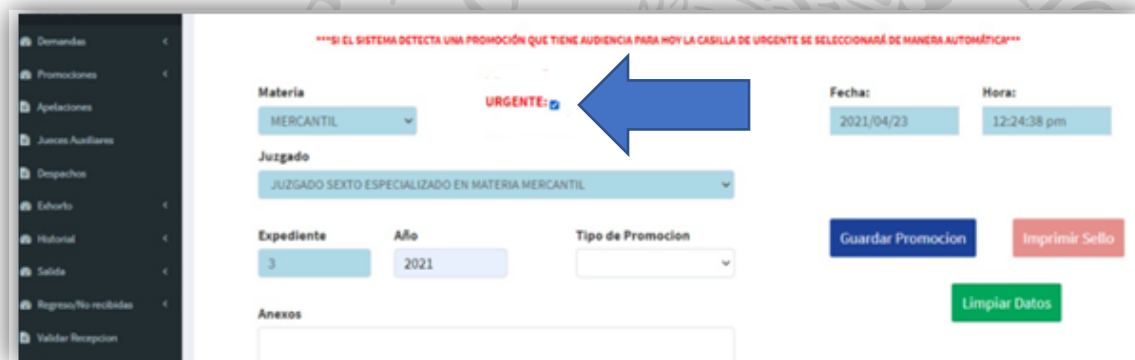 ***SI EL SISTEMA DETECTA UNA PROMOCIÓN QUE TIENE AUDIENCIA PARA HOY LA CASILLA DE URGENTE SE SELECCIONARÁ DE MANERA AUTOMÁTICA***
Demandas
Promociones
Apelaciones
Jueces Auxiliares
Despachos
Exhorto
Historial
Salida
Regreso/No recibidas
Validar Recepcion
Materia
URGENTE:
Fecha:
Hora:
MERCANTIL
2021/04/23
12:24:38 pm
Juzgado
JUZGADO SEXTO ESPECIALIZADO EN MATERIA MERCANTIL
Expediente
Año
Tipo de Promocion
3
2021
Guardar Promocion
Imprimir Sello
Limpiar Datos
Anexos